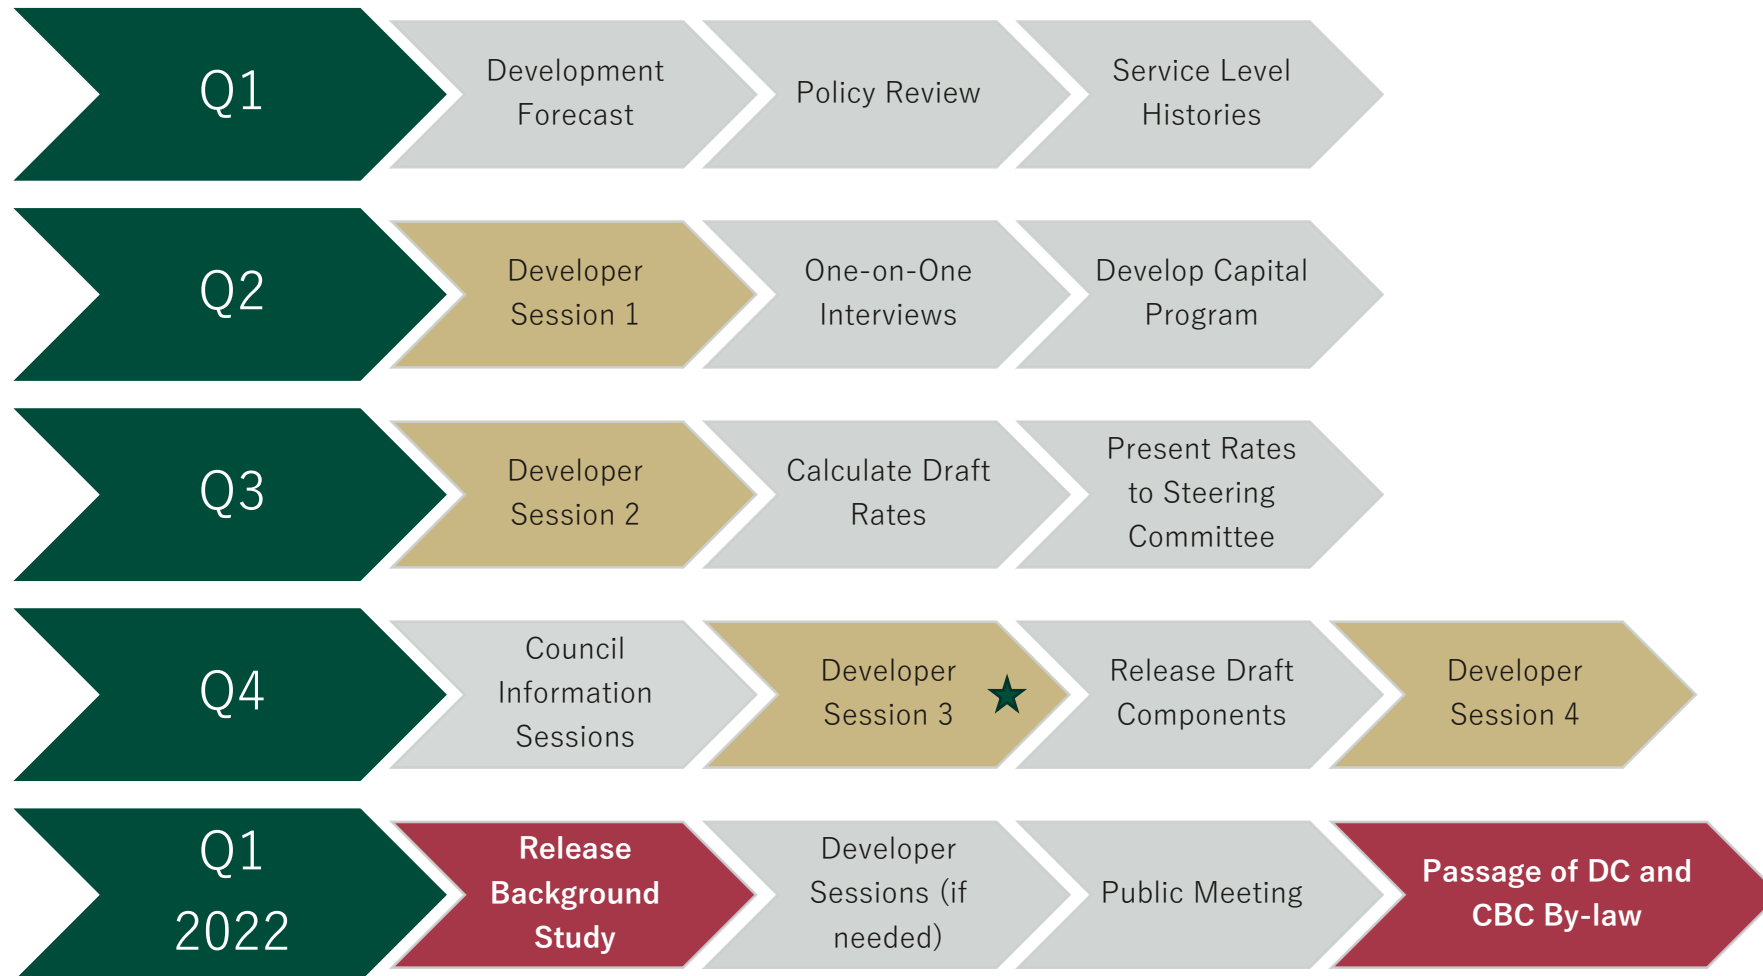 Q1
Development
Forecast
Policy Review
Service Level
Histories
Q2
Developer
Session 1
One-on-One
Interviews
Develop Capital
Program
Q3
Developer
Session 2
Calculate Draft
Rates
Present Rates
to Steering
Committee
Q4
Council
Information
Sessions
Developer
Session 3
Release Draft
Components
Developer
Session 4
Q1
2022
Release
Background
Study
Developer
Sessions (if
needed)
Public Meeting
Passage of DC and
CBC By-law